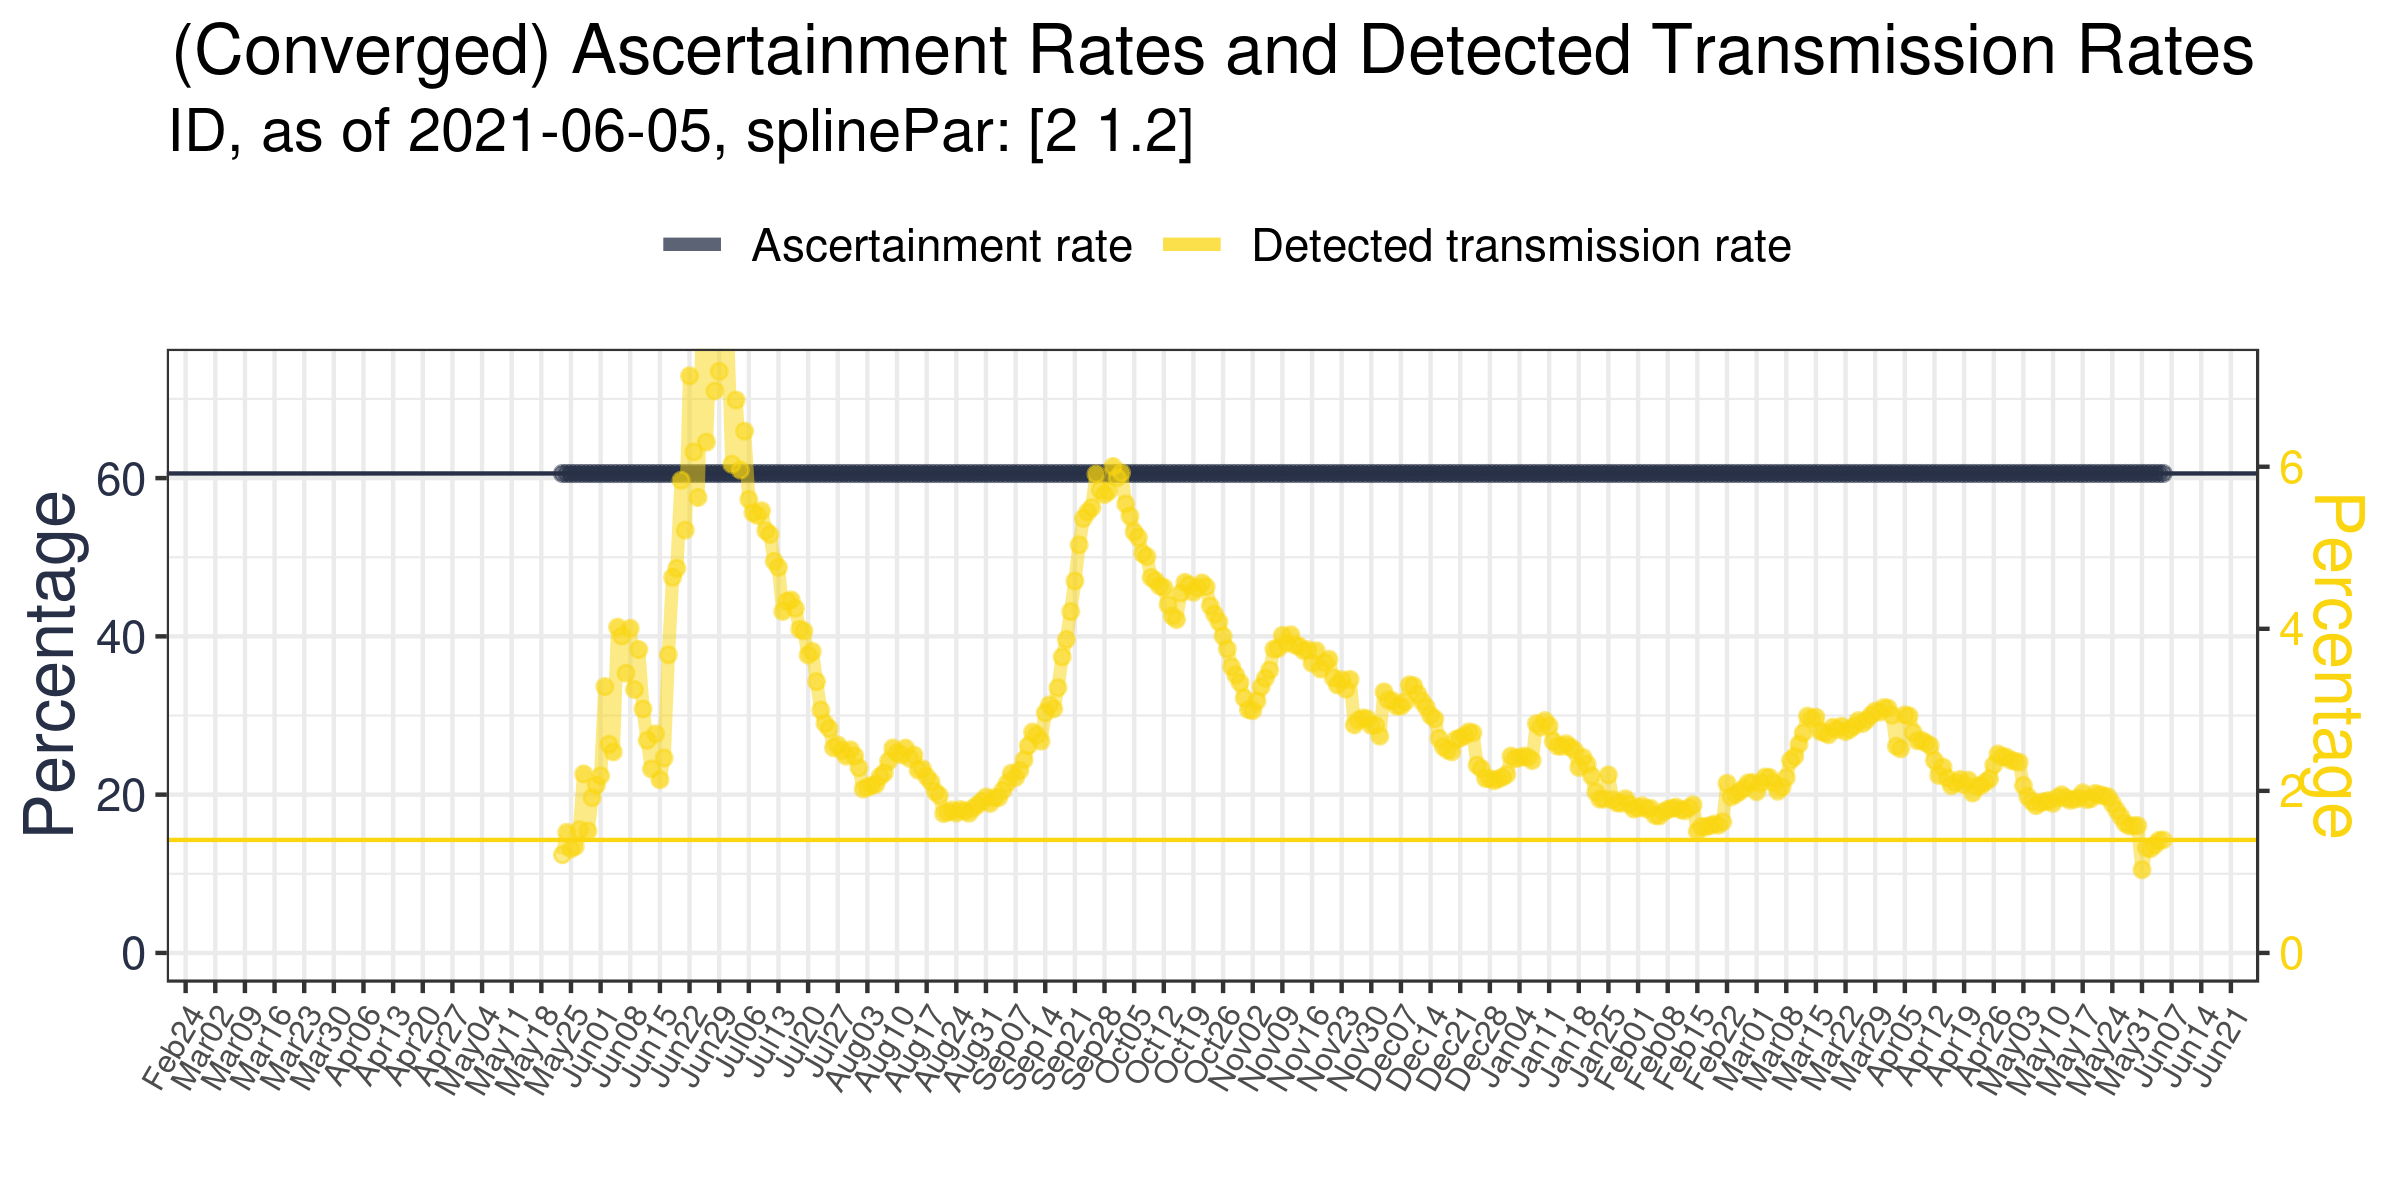 (Converged) Ascertainment Rates and Detected Transmission Rates
ID, as of 2021-06-05, splinePar: [2 1.2]
Ascertainment rate
Detected transmission rate
Percentage
60
40
20
0
6
4
2
0
Percentage
Feb24
Mar02
Mar09
Mar16
Mar23
Mar30
Apr06
Apr13
Apr20
Apr27
May04
May11
May18
May25
Jun01
Jun08
Jun15
Jun22
Jun29
Jul06
Jul13
Jul20
Jul27
Aug03
Aug10
Aug17
Aug24
Aug31
Sep07
Sep14
Sep21
Sep28
Oct05
Oct12
Oct19
Oct26
Nov02
Nov09
Nov16
Nov23
Nov30
Dec07
Dec14
Dec21
Dec28
Jan04
Jan11
Jan18
Jan25
Feb01
Feb08
Feb15
Feb22
Mar01
Mar08
Mar15
Mar22
Mar29
Apr05
Apr12
Apr19
Apr26
May03
May10
May17
May24
May31
Jun07
Jun14
Jun21